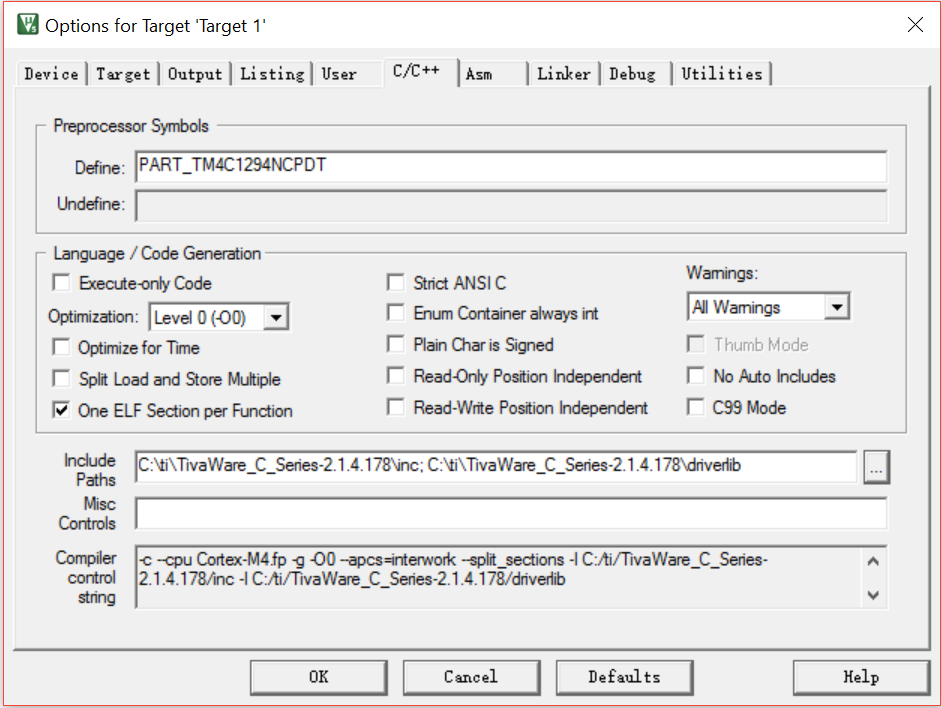 Options for Target 'Target 1'
Device Target Output Listing User C/C++ Asm Linker Debug Utilities
Preprocessor Symbols
Define: PART_TM4C1294NCPDT
Undefine:
Language / Code Generation
Execute-only Code
Optimization: Level 0 (-O0)
Optimize for Time
Split Load and Store Multiple
One ELF Section per Function
Strict ANSI C
Enum Container always int
Plain Char is Signed
Read-Only Position Independent
Read-Write Position Independent
Warnings:
All Warnings
Thumb Mode
No Auto Includes
C99 Mode
Include
Paths
C:\ti\TivaWare_C_Series-2.1.4.178\inc; C:\ti\TivaWare_C_Series-2.1.4.178\driverlib
...
Misc
Controls
Compiler
control
string
-c --cpu Cortex-M4.fp -g -O0 --apcs=interwork --split_sections -I C:/ti/TivaWare_C_Series-
2.1.4.178/inc -I C:/ti/TivaWare_C_Series-2.1.4.178/driverlib
OK Cancel Defaults Help